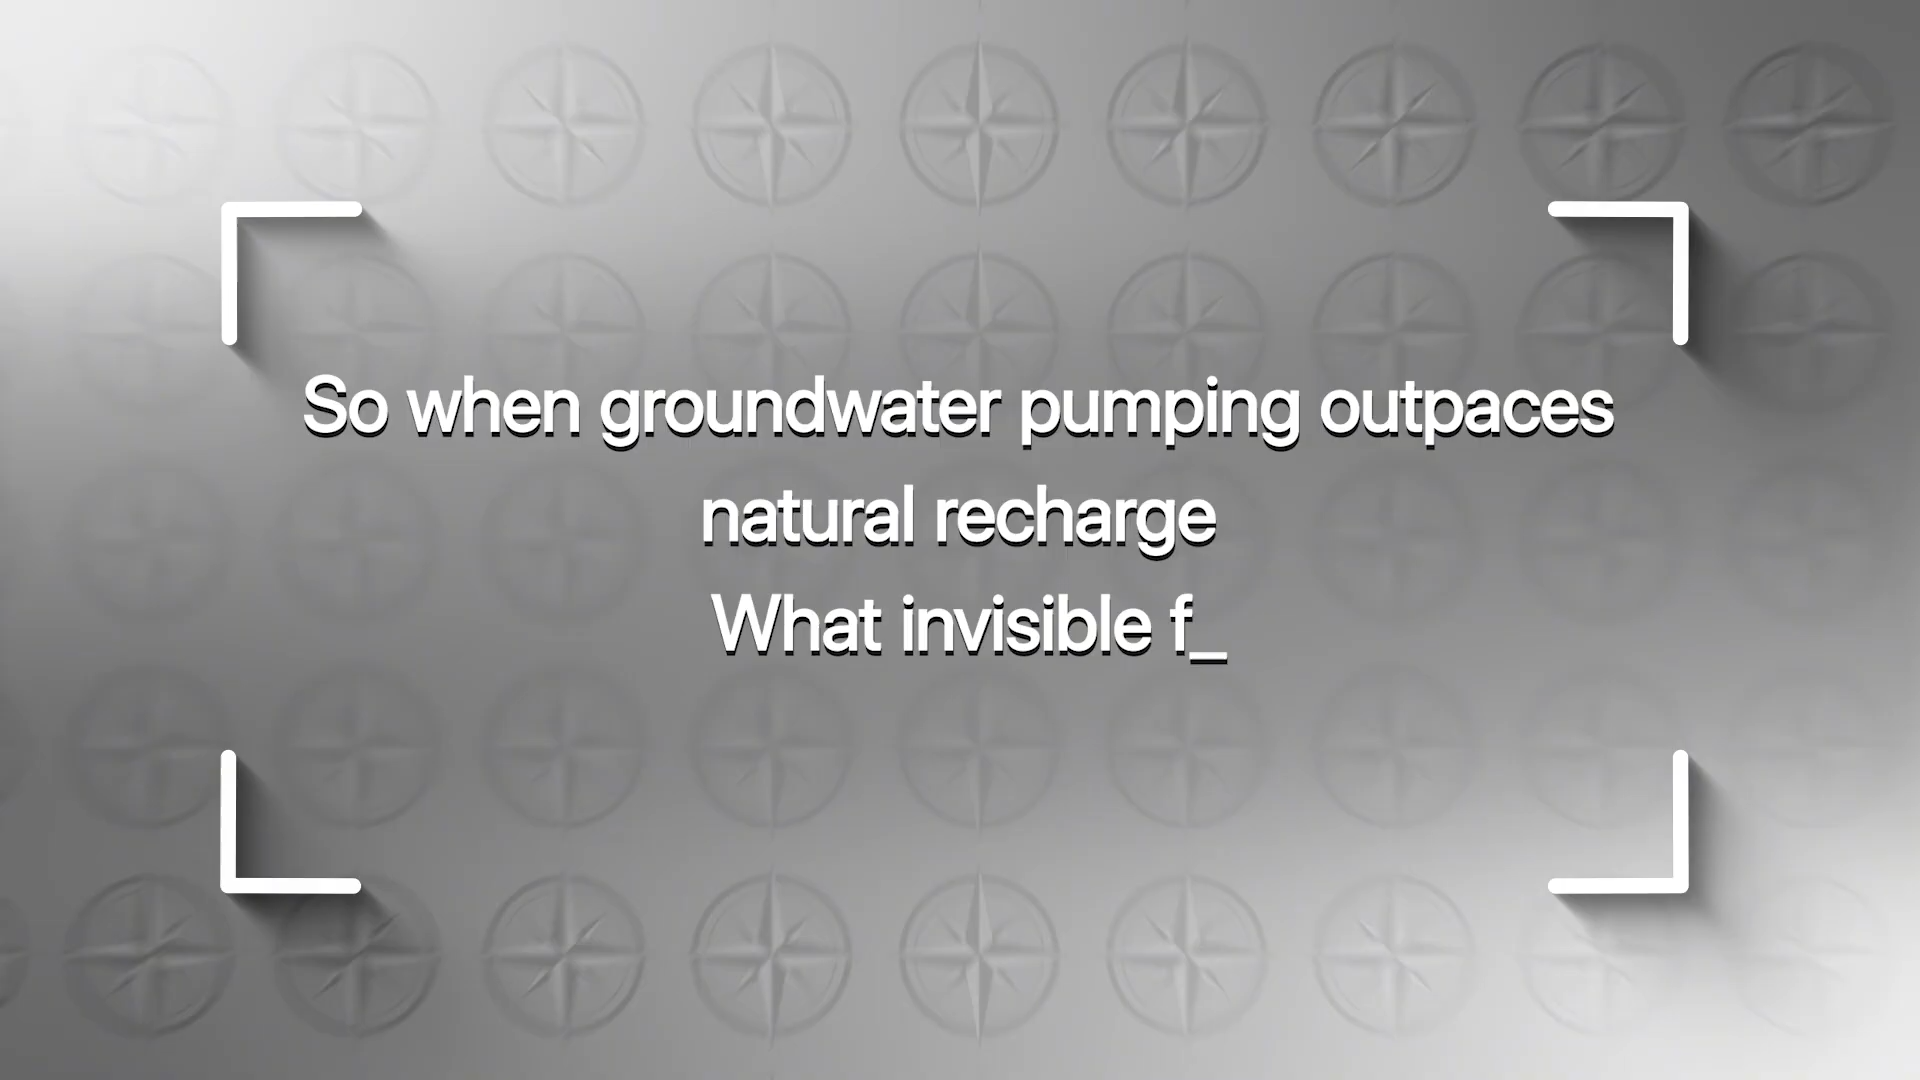 So when groundwater pumping outpaces
natural recharge
What invisible f_